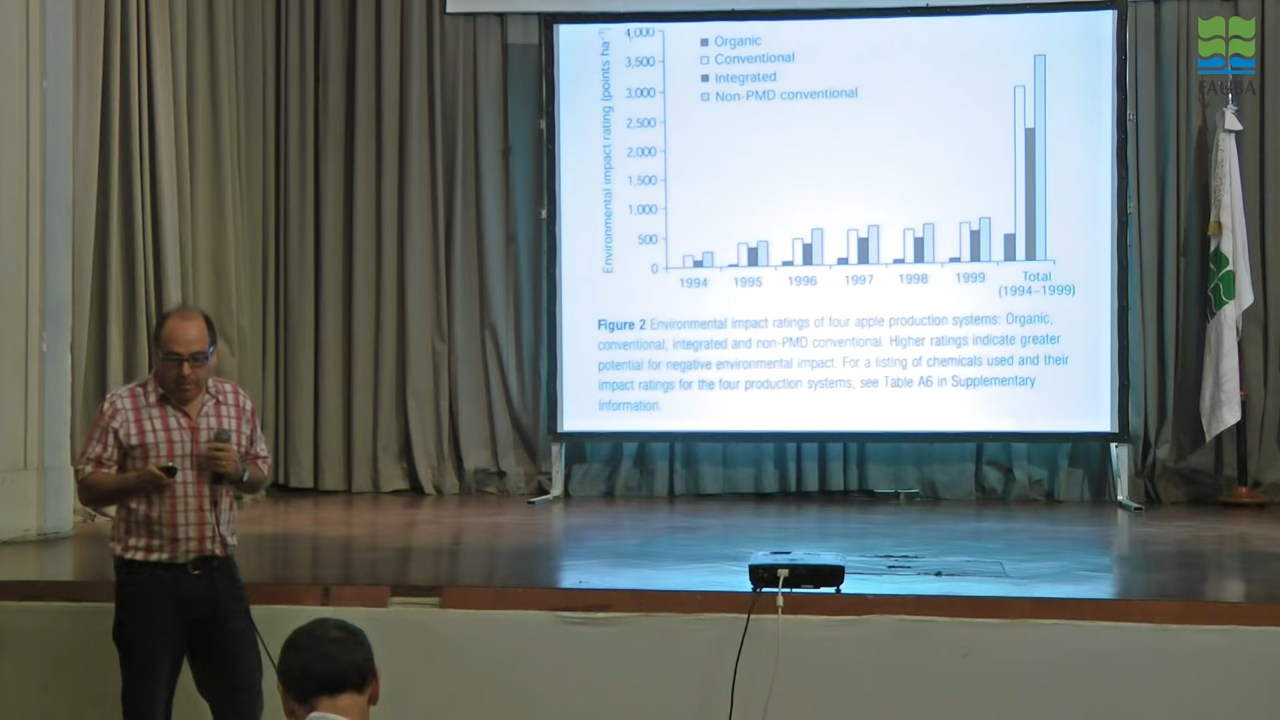 FAUBA
Environmental impact rating (points ha⁻¹)
4,000
3,500
3,000
2,500
2,000
1,500
1,000
500
0
Organic
Conventional
Integrated
Non-PMD conventional
1994
1995
1996
1997
1998
1999
Total
(1994–1999)
Figure 2 Environmental impact ratings of four apple production systems: Organic,
conventional, integrated and non-PMD conventional. Higher ratings indicate greater
potential for negative environmental impact. For a listing of chemicals used and their
impact ratings for the four production systems, see Table A6 in Supplementary
Information.